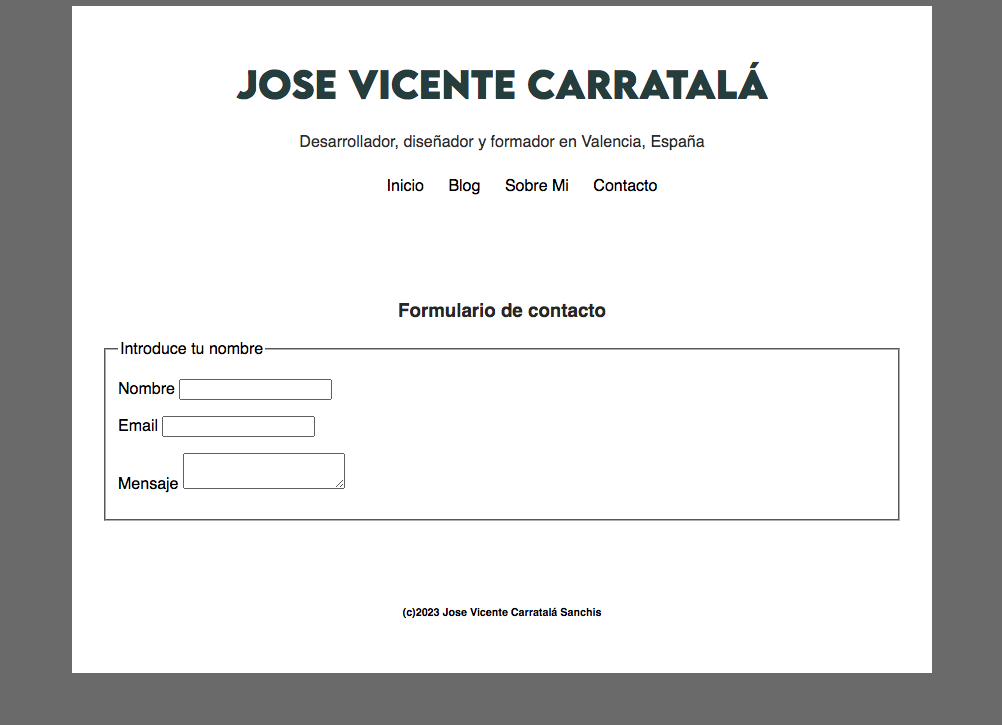 JOSE VICENTE CARRATALÁ
Desarrollador, diseñador y formador en Valencia, España
Inicio Blog Sobre Mi Contacto
Formulario de contacto
Introduce tu nombre
Nombre
Email
Mensaje
(c)2023 Jose Vicente Carratalá Sanchis